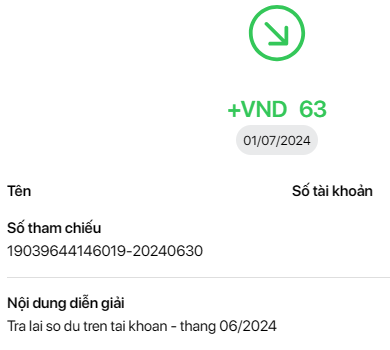 +VND 63
01/07/2024
Tên Số tài khoản
Số tham chiếu
19039644146019-20240630
Nội dung diễn giải
Tra lai so du tren tai khoan - thang 06/2024